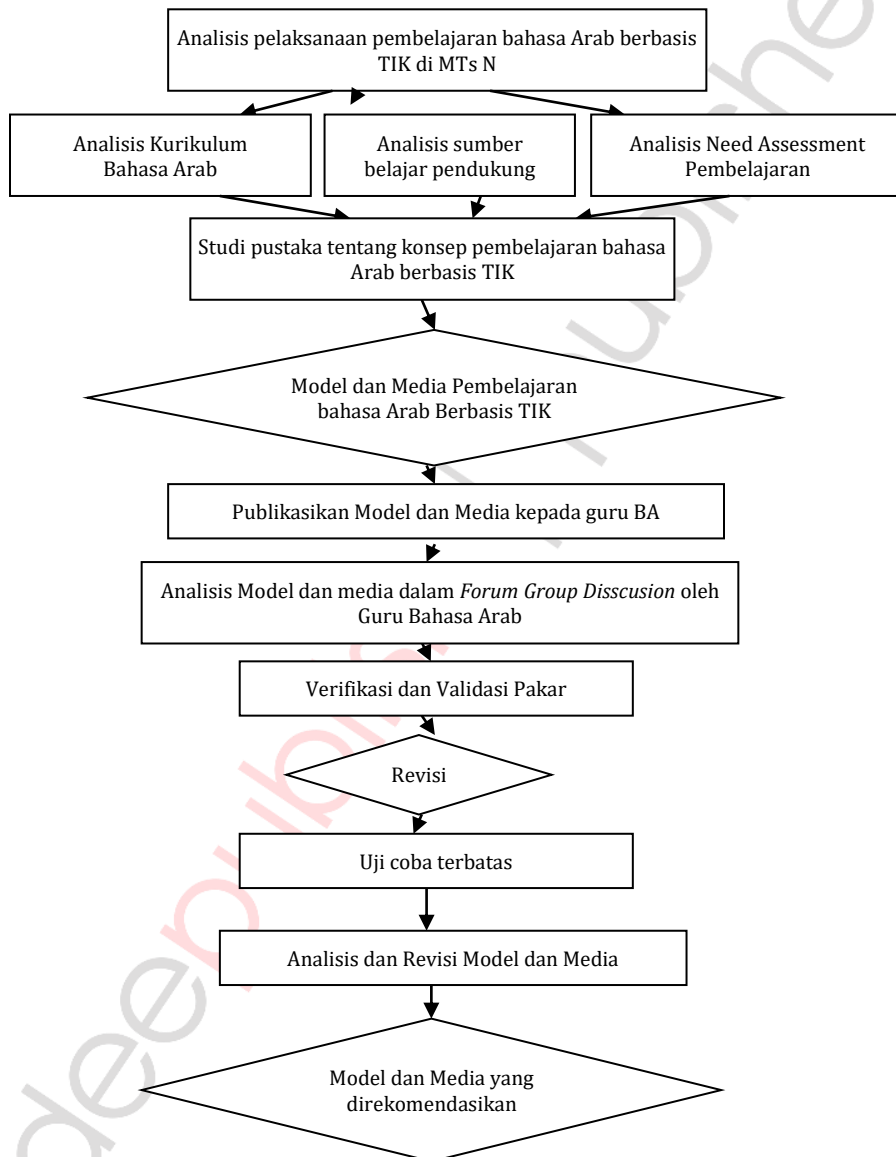 Analisis pelaksanaan pembelajaran bahasa Arab berbasis
TIK di MTs N
Analisis Kurikulum
Bahasa Arab
Analisis sumber
belajar pendukung
Analisis Need Assessment
Pembelajaran
Studi pustaka tentang konsep pembelajaran bahasa
Arab berbasis TIK
Model dan Media Pembelajaran
bahasa Arab Berbasis TIK
Publikasikan Model dan Media kepada guru BA
Analisis Model dan media dalam Forum Group Disscusion oleh
Guru Bahasa Arab
Verifikasi dan Validasi Pakar
Revisi
Uji coba terbatas
Analisis dan Revisi Model dan Media
Model dan Media yang
direkomendasikan